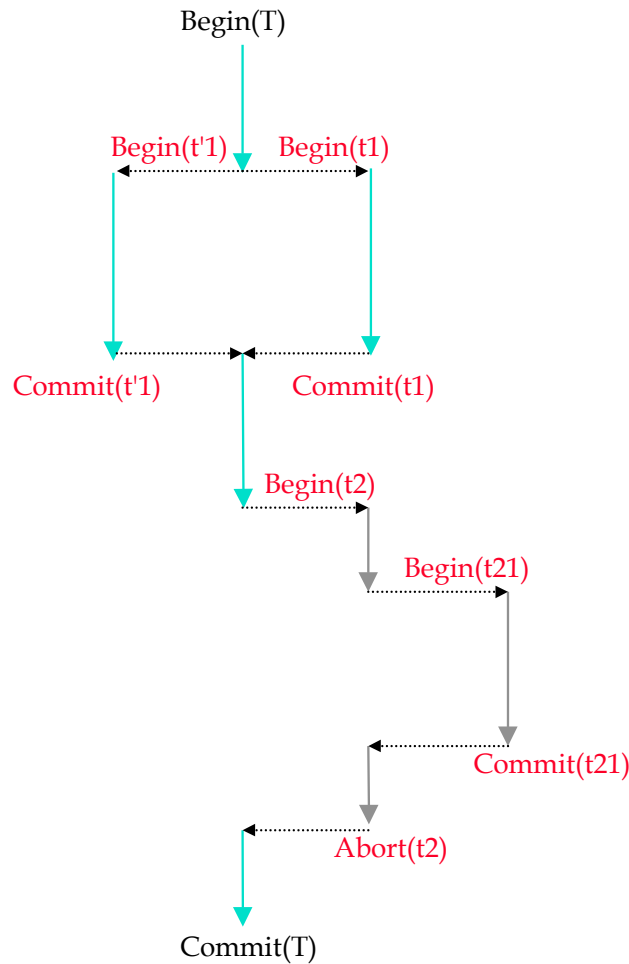 Begin(T)
Begin(t'1)
Begin(t1)
Commit(t'1)
Commit(t1)
Begin(t2)
Begin(t21)
Commit(t21)
Abort(t2)
Commit(T)